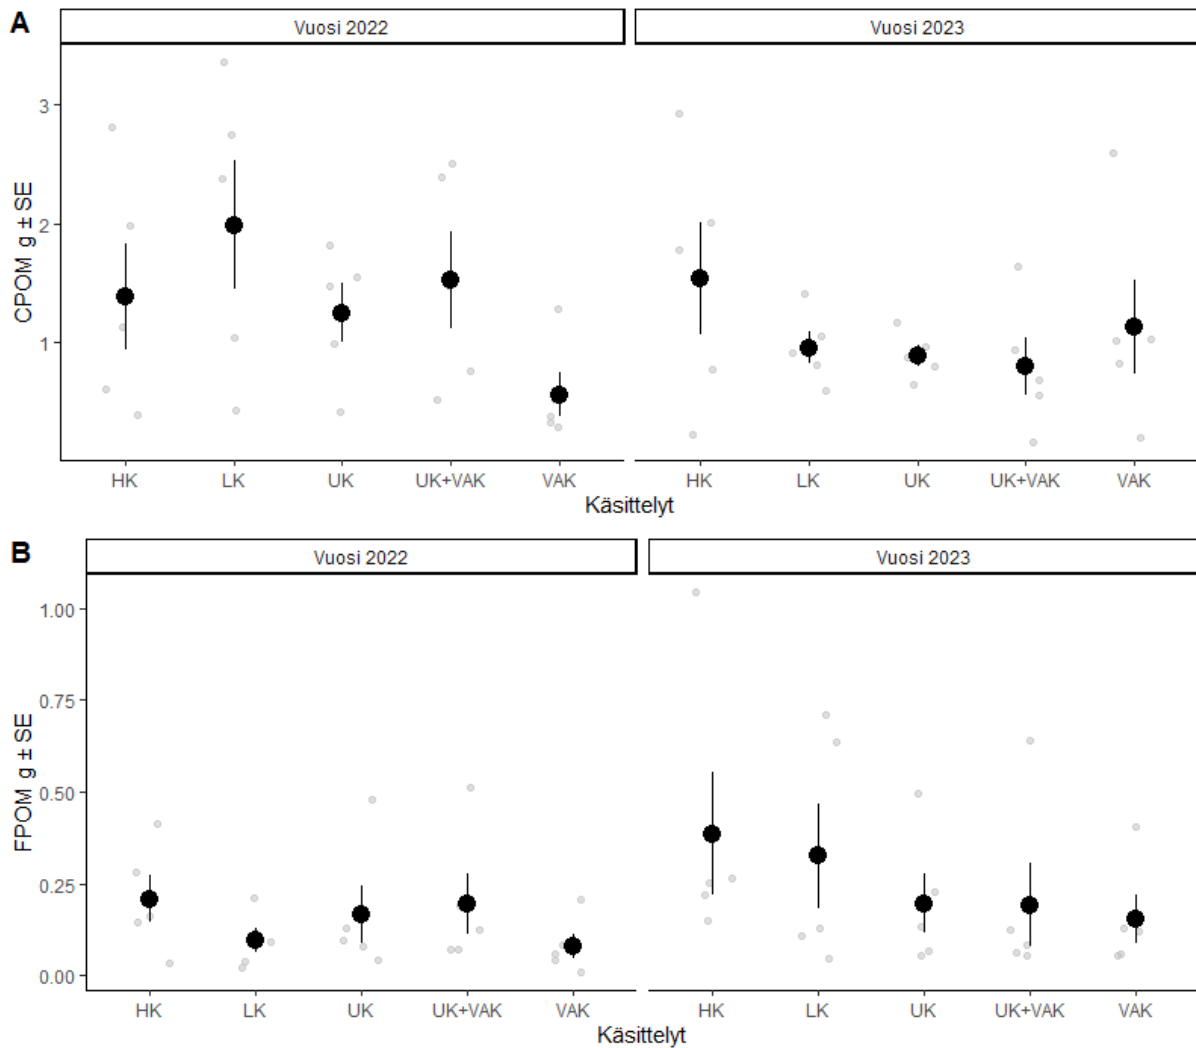 A
Vuosi 2022
Vuosi 2023
CPOM g ± SE
3
2
1
HK LK UK UK+VAK VAK
HK LK UK UK+VAK VAK
Käsittelyt
B
Vuosi 2022
Vuosi 2023
FPOM g ± SE
1.00
0.75
0.50
0.25
0.00
HK LK UK UK+VAK VAK
HK LK UK UK+VAK VAK
Käsittelyt